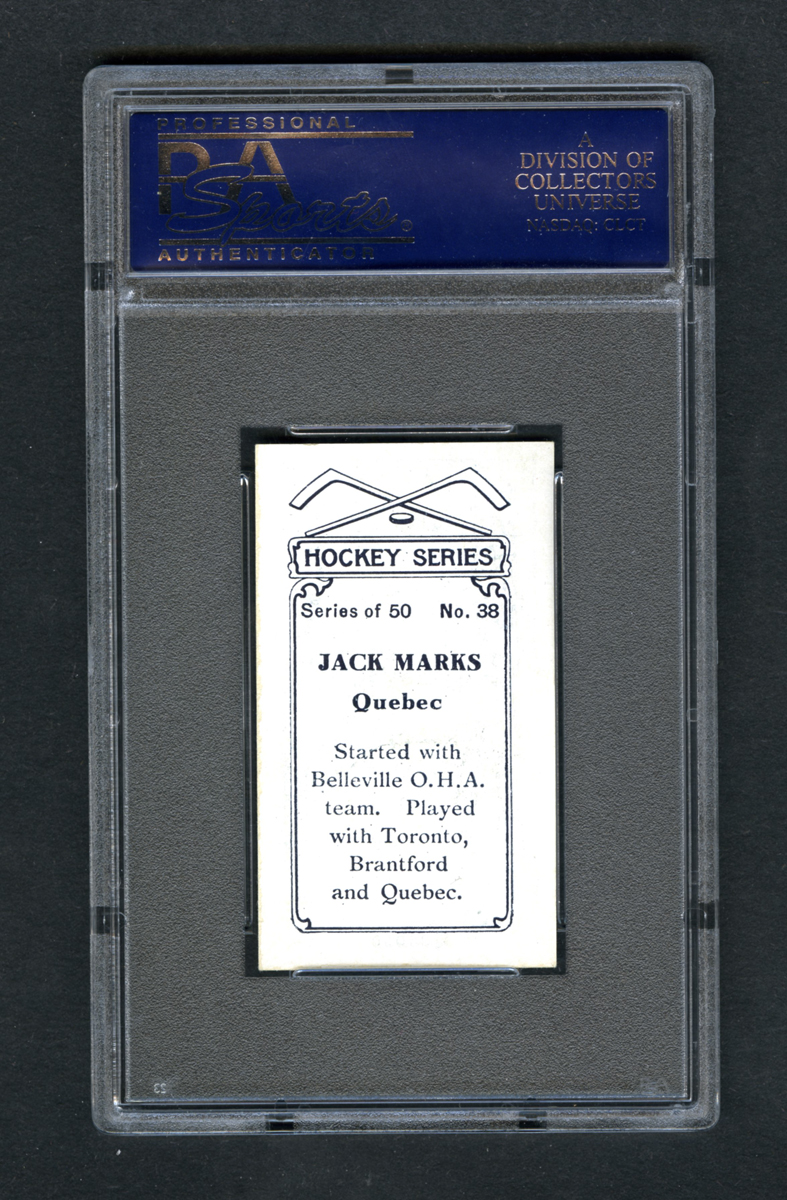 PROFESSIONAL
PSA
Sports
AUTHENTICATOR
A
DIVISION OF
COLLECTORS
UNIVERSE
NASDAQ: CLCT
HOCKEY SERIES
Series of 50 No. 38
JACK MARKS
Quebec
Started with
Belleville O.H.A.
team. Played
with Toronto,
Brantford
and Quebec.